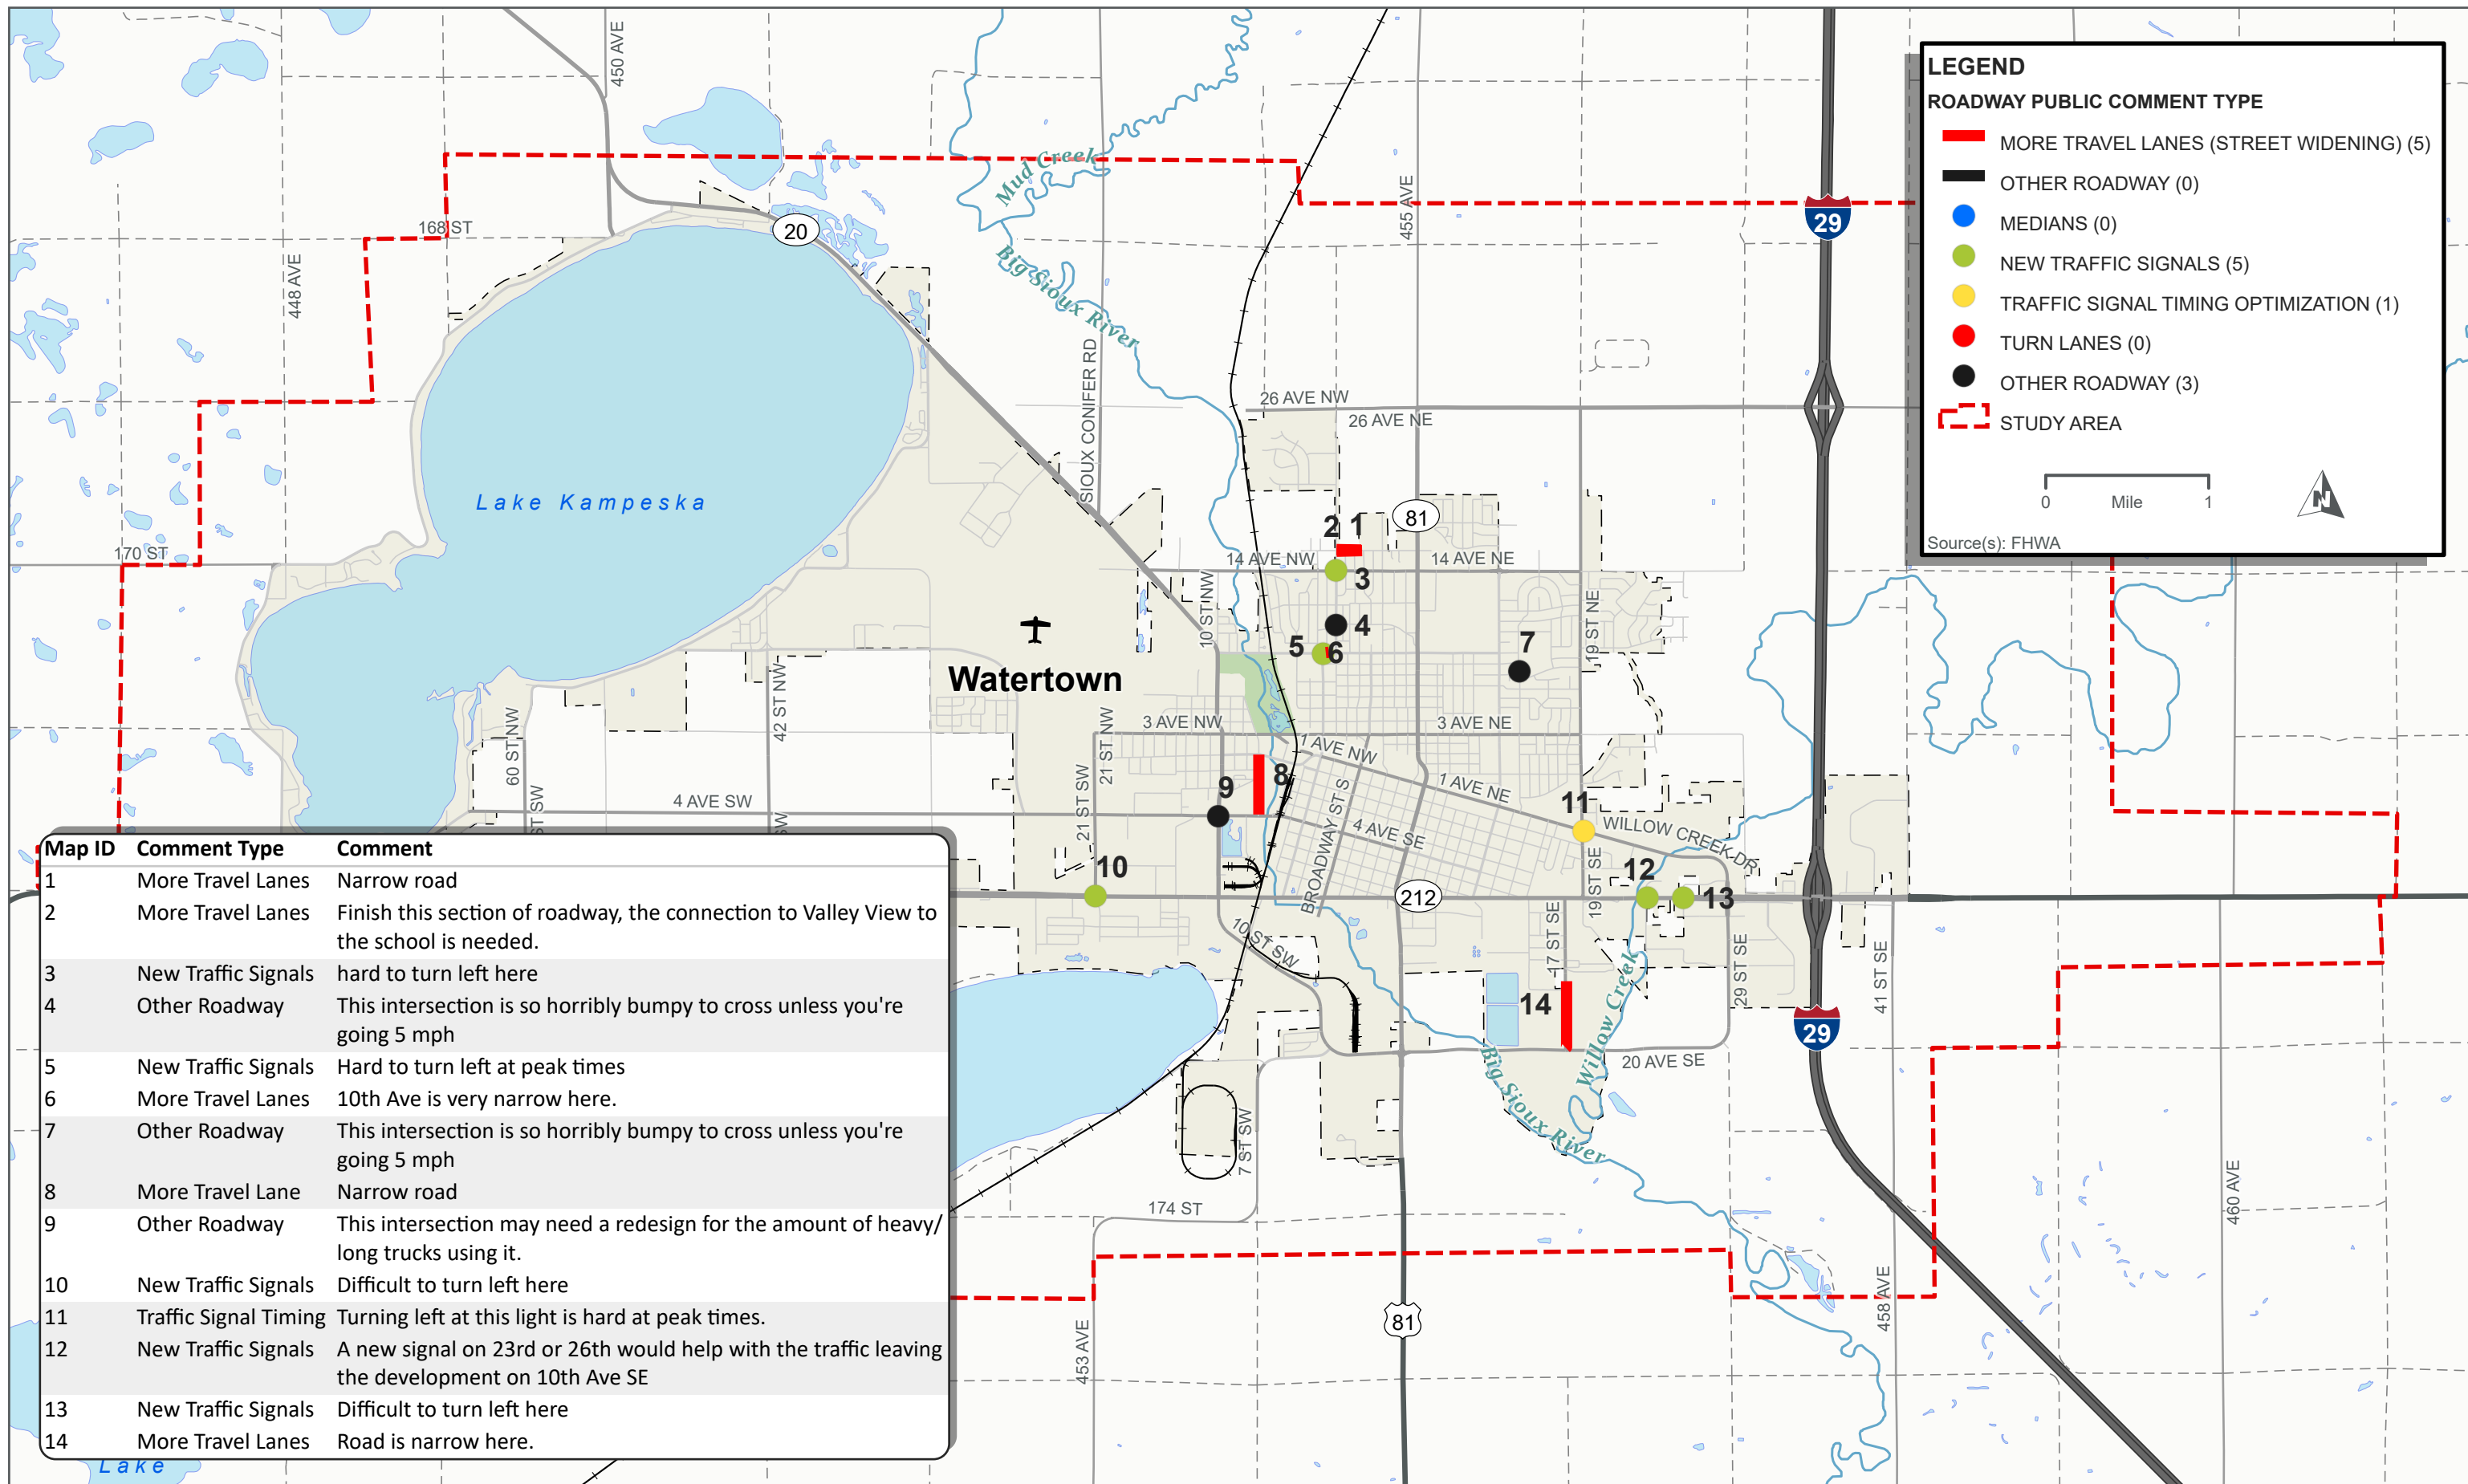 450 AVE
LEGEND
ROADWAY PUBLIC COMMENT TYPE
MORE TRAVEL LANES (STREET WIDENING) (5)
OTHER ROADWAY (0)
MEDIANS (0)
NEW TRAFFIC SIGNALS (5)
TRAFFIC SIGNAL TIMING OPTIMIZATION (1)
TURN LANES (0)
OTHER ROADWAY (3)
STUDY AREA
0 Mile 1
N
Source(s): FHWA
Mud Creek
455 AVE
29
168 ST
20
448 AVE
Big Sioux River
SIOUX CONIFER RD
26 AVE NW
26 AVE NE
Lake Kampeska
81
2 1
170 ST
14 AVE NW
14 AVE NE
3
10 ST NW
19 ST NE
4
5
6
7
Watertown
42 ST NW
60 ST NW
21 ST NW
3 AVE NW
3 AVE NE
1 AVE NW
1 AVE NE
8
9
11
4 AVE SW
21 ST SW
ST SW
SW
BROADWAY ST S
4 AVE SE
WILLOW CREEK DR
10
12
13
19 ST SE
212
10 ST SW
17 ST SE
29 ST SE
41 ST SE
14
Willow Creek
29
20 AVE SE
Big Sioux River
7 ST SW
174 ST
460 AVE
458 AVE
453 AVE
81
Map ID Comment Type Comment
1 More Travel Lanes Narrow road
2 More Travel Lanes Finish this section of roadway, the connection to Valley View to
the school is needed.
3 New Traffic Signals hard to turn left here
4 Other Roadway This intersection is so horribly bumpy to cross unless you're
going 5 mph
5 New Traffic Signals Hard to turn left at peak times
6 More Travel Lanes 10th Ave is very narrow here.
7 Other Roadway This intersection is so horribly bumpy to cross unless you're
going 5 mph
8 More Travel Lane Narrow road
9 Other Roadway This intersection may need a redesign for the amount of heavy/
long trucks using it.
10 New Traffic Signals Difficult to turn left here
11 Traffic Signal Timing Turning left at this light is hard at peak times.
12 New Traffic Signals A new signal on 23rd or 26th would help with the traffic leaving
the development on 10th Ave SE
13 New Traffic Signals Difficult to turn left here
14 More Travel Lanes Road is narrow here.
Lake